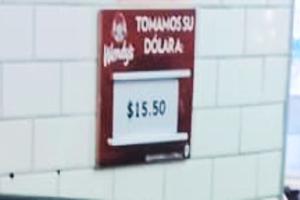 TOMAMOS SU
DÓLAR A:
Wendy's
$15.50